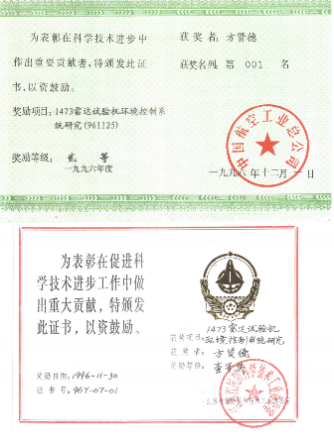 为表彰在科学技术进步中
作出重要贡献者,特颁发此证
书,以资鼓励。
奖励项目:1473雷达试验机环境控制系
统研究(961125)
奖励等级: 贰 等
一九九六年度
获 奖 者:方贤德
获奖名列:第 001 名
中国航空工业总公司
一九九六年十二月 一日
为表彰在促进科
学技术进步工作中做
出重大贡献,特颁发
此证书,以资鼓励。
奖励日期:1996-11-30
证 书 号:96Y-07-01
获奖项目:1473雷达试验机
环境控制系统研究
获 奖 者:方贤德
奖励等级: